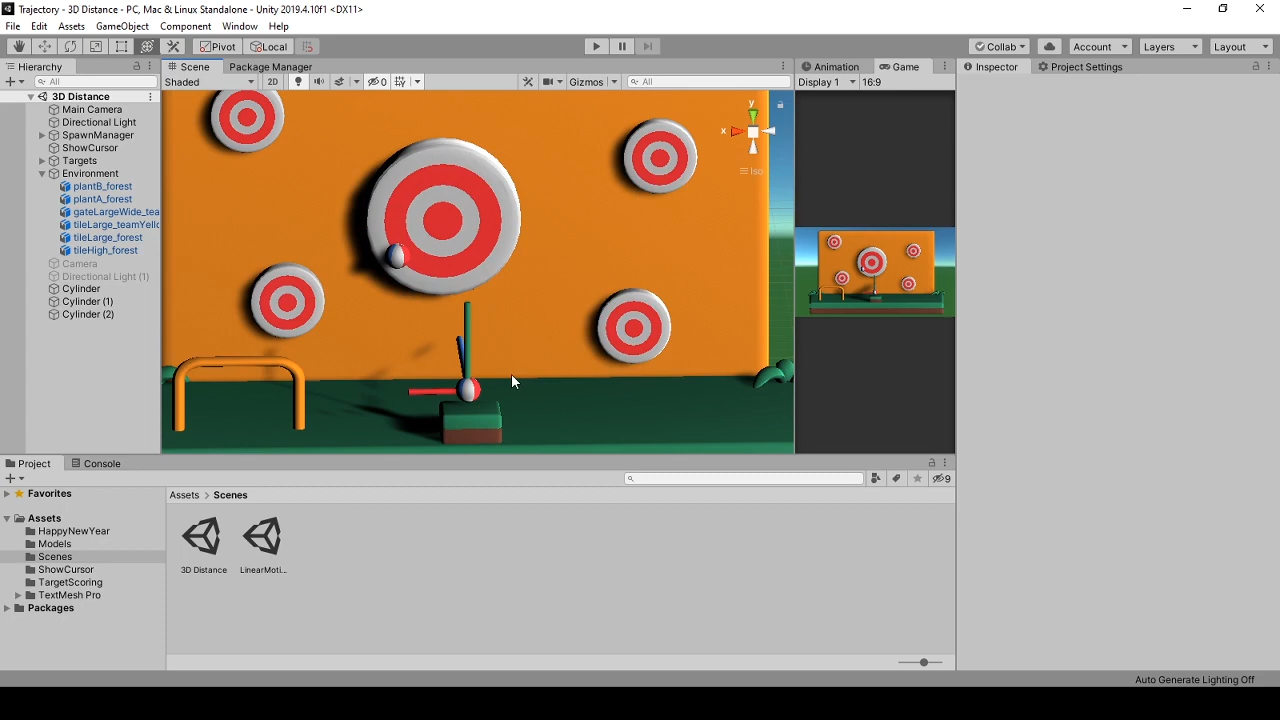 Trajectory - 3D Distance - PC, Mac & Linux Standalone - Unity 2019.4.10f1 <DX11>
File Edit Assets GameObject Component Window Help
Pivot Local Collab Account Layers Layout
Hierarchy Scene Package Manager Animation Game Inspector Project Settings
All Shaded 2D 0 Gizmos All Display 1 16:9
3D Distance
Main Camera
Directional Light
SpawnManager
ShowCursor
Targets
Environment
plantB_forest
plantA_forest
gateLargeWide_tea
tileLarge_teamYell
tileLarge_forest
tileHigh_forest
Camera
Directional Light (1)
Cylinder
Cylinder (1)
Cylinder (2)
y
x
Iso
Project Console
9
Favorites
Assets > Scenes
Assets
HappyNewYear
Models
Scenes
ShowCursor
TargetScoring
TextMesh Pro
Packages
3D Distance LinearMoti...
Auto Generate Lighting Off